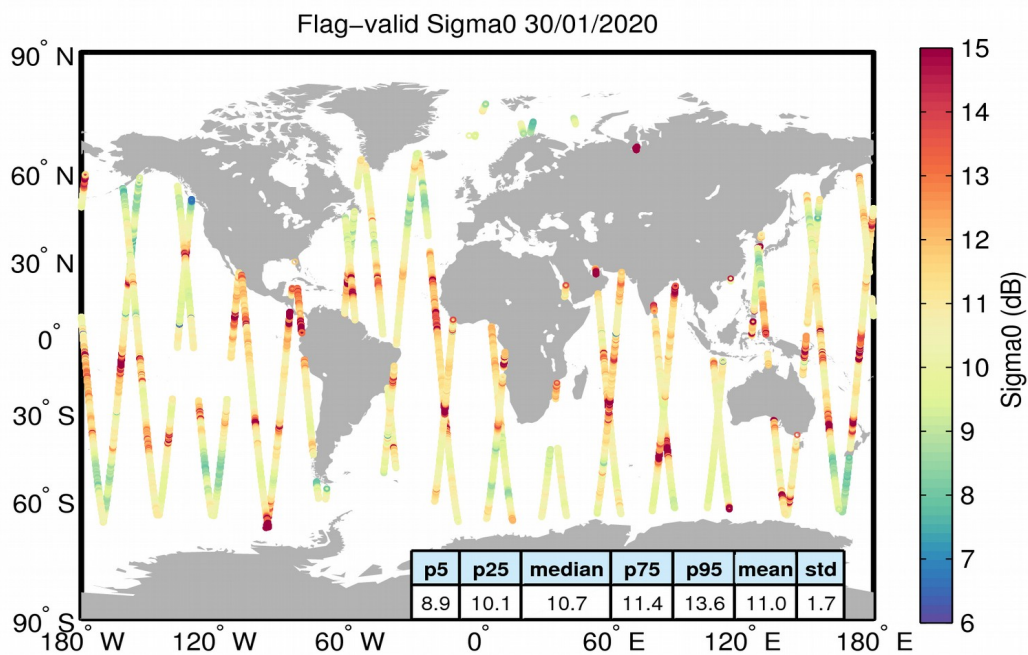 Flag−valid Sigma0 30/01/2020
90° N
60° N
30° N
0°
30° S
60° S
90° S
180° W
120° W
60° W
0°
60° E
120° E
180° E
p5 p25 median p75 p95 mean std
8.9 10.1 10.7 11.4 13.6 11.0 1.7
15
14
13
12
11
10
9
8
7
6
Sigma0 (dB)